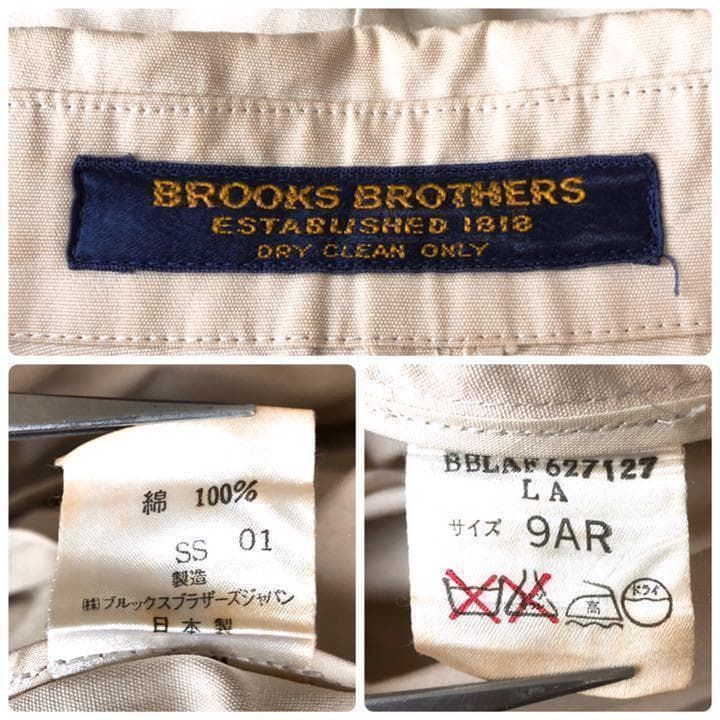 BROOKS BROTHERS
ESTABLISHED 1818
DRY CLEAN ONLY
綿 100%
SS 01
製造
(株)ブルックスブラザーズジャパン
日本製
BBLAF 627127
LA
サイズ 9AR
高 ドライ